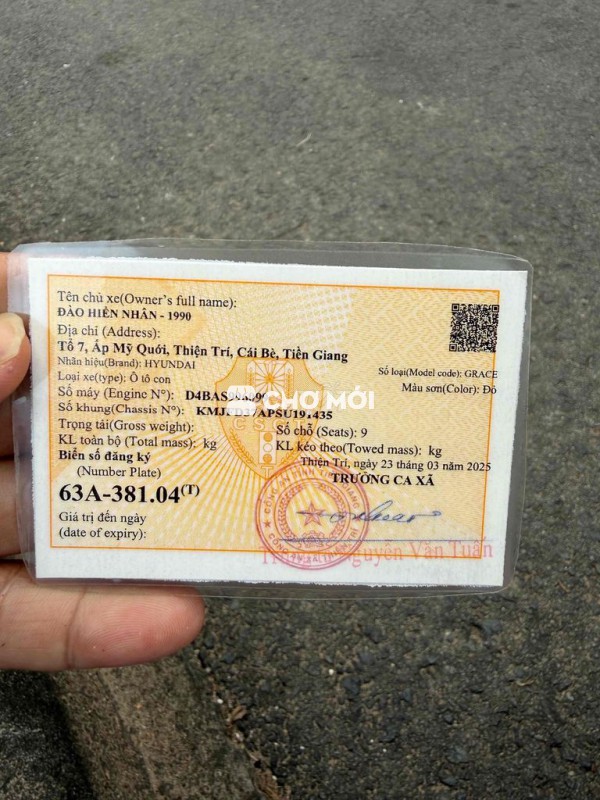 Tên chủ xe(Owner's full name):
ĐÀO HIỀN NHÂN - 1990
Địa chỉ (Address):
Tổ 7, Ấp Mỹ Quới, Thiện Trí, Cái Bè, Tiền Giang
Nhãn hiệu(Brand): HYUNDAI
Số loại(Model code): GRACE
Loại xe(type): Ô tô con
Màu sơn(Color): Đỏ
Số máy (Engine N°):
CHỢ MỚI
Số khung(Chassis N°):
Trọng tải(Gross weight):
Số chỗ (Seats): 9
KL toàn bộ (Total mass): kg
KL kéo theo(Towed mass): kg
Biển số đăng ký
Thiện Trí, ngày 23 tháng 03 năm 2025
(Number Plate)
TRƯỞNG CA XÃ
63A-381.04(T)
Giá trị đến ngày
(date of expiry):
Nguyễn Văn Tuấn